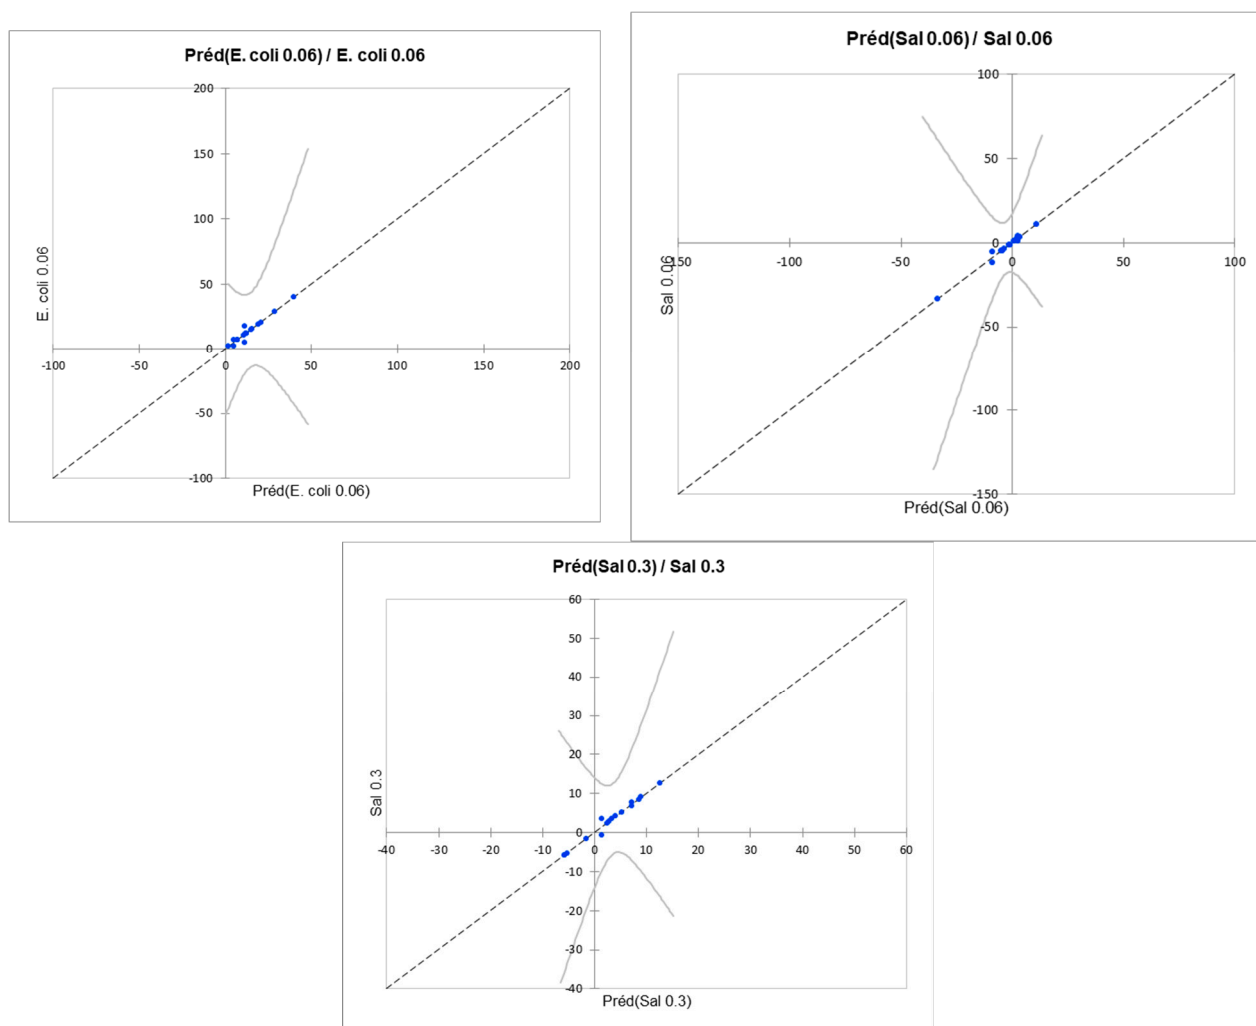 Préd(E. coli 0.06) / E. coli 0.06
200
150
100
50
0
-100 -50 0 50 100 150 200
-50
-100
E. coli 0.06
Préd(E. coli 0.06)
Préd(Sal 0.06) / Sal 0.06
100
50
0
-150 -100 -50 0 50 100
-50
-100
-150
Sal 0.06
Préd(Sal 0.06)
Préd(Sal 0.3) / Sal 0.3
60
50
40
30
20
10
0
-40 -30 -20 -10 0 10 20 30 40 50 60
-10
-20
-30
-40
Sal 0.3
Préd(Sal 0.3)